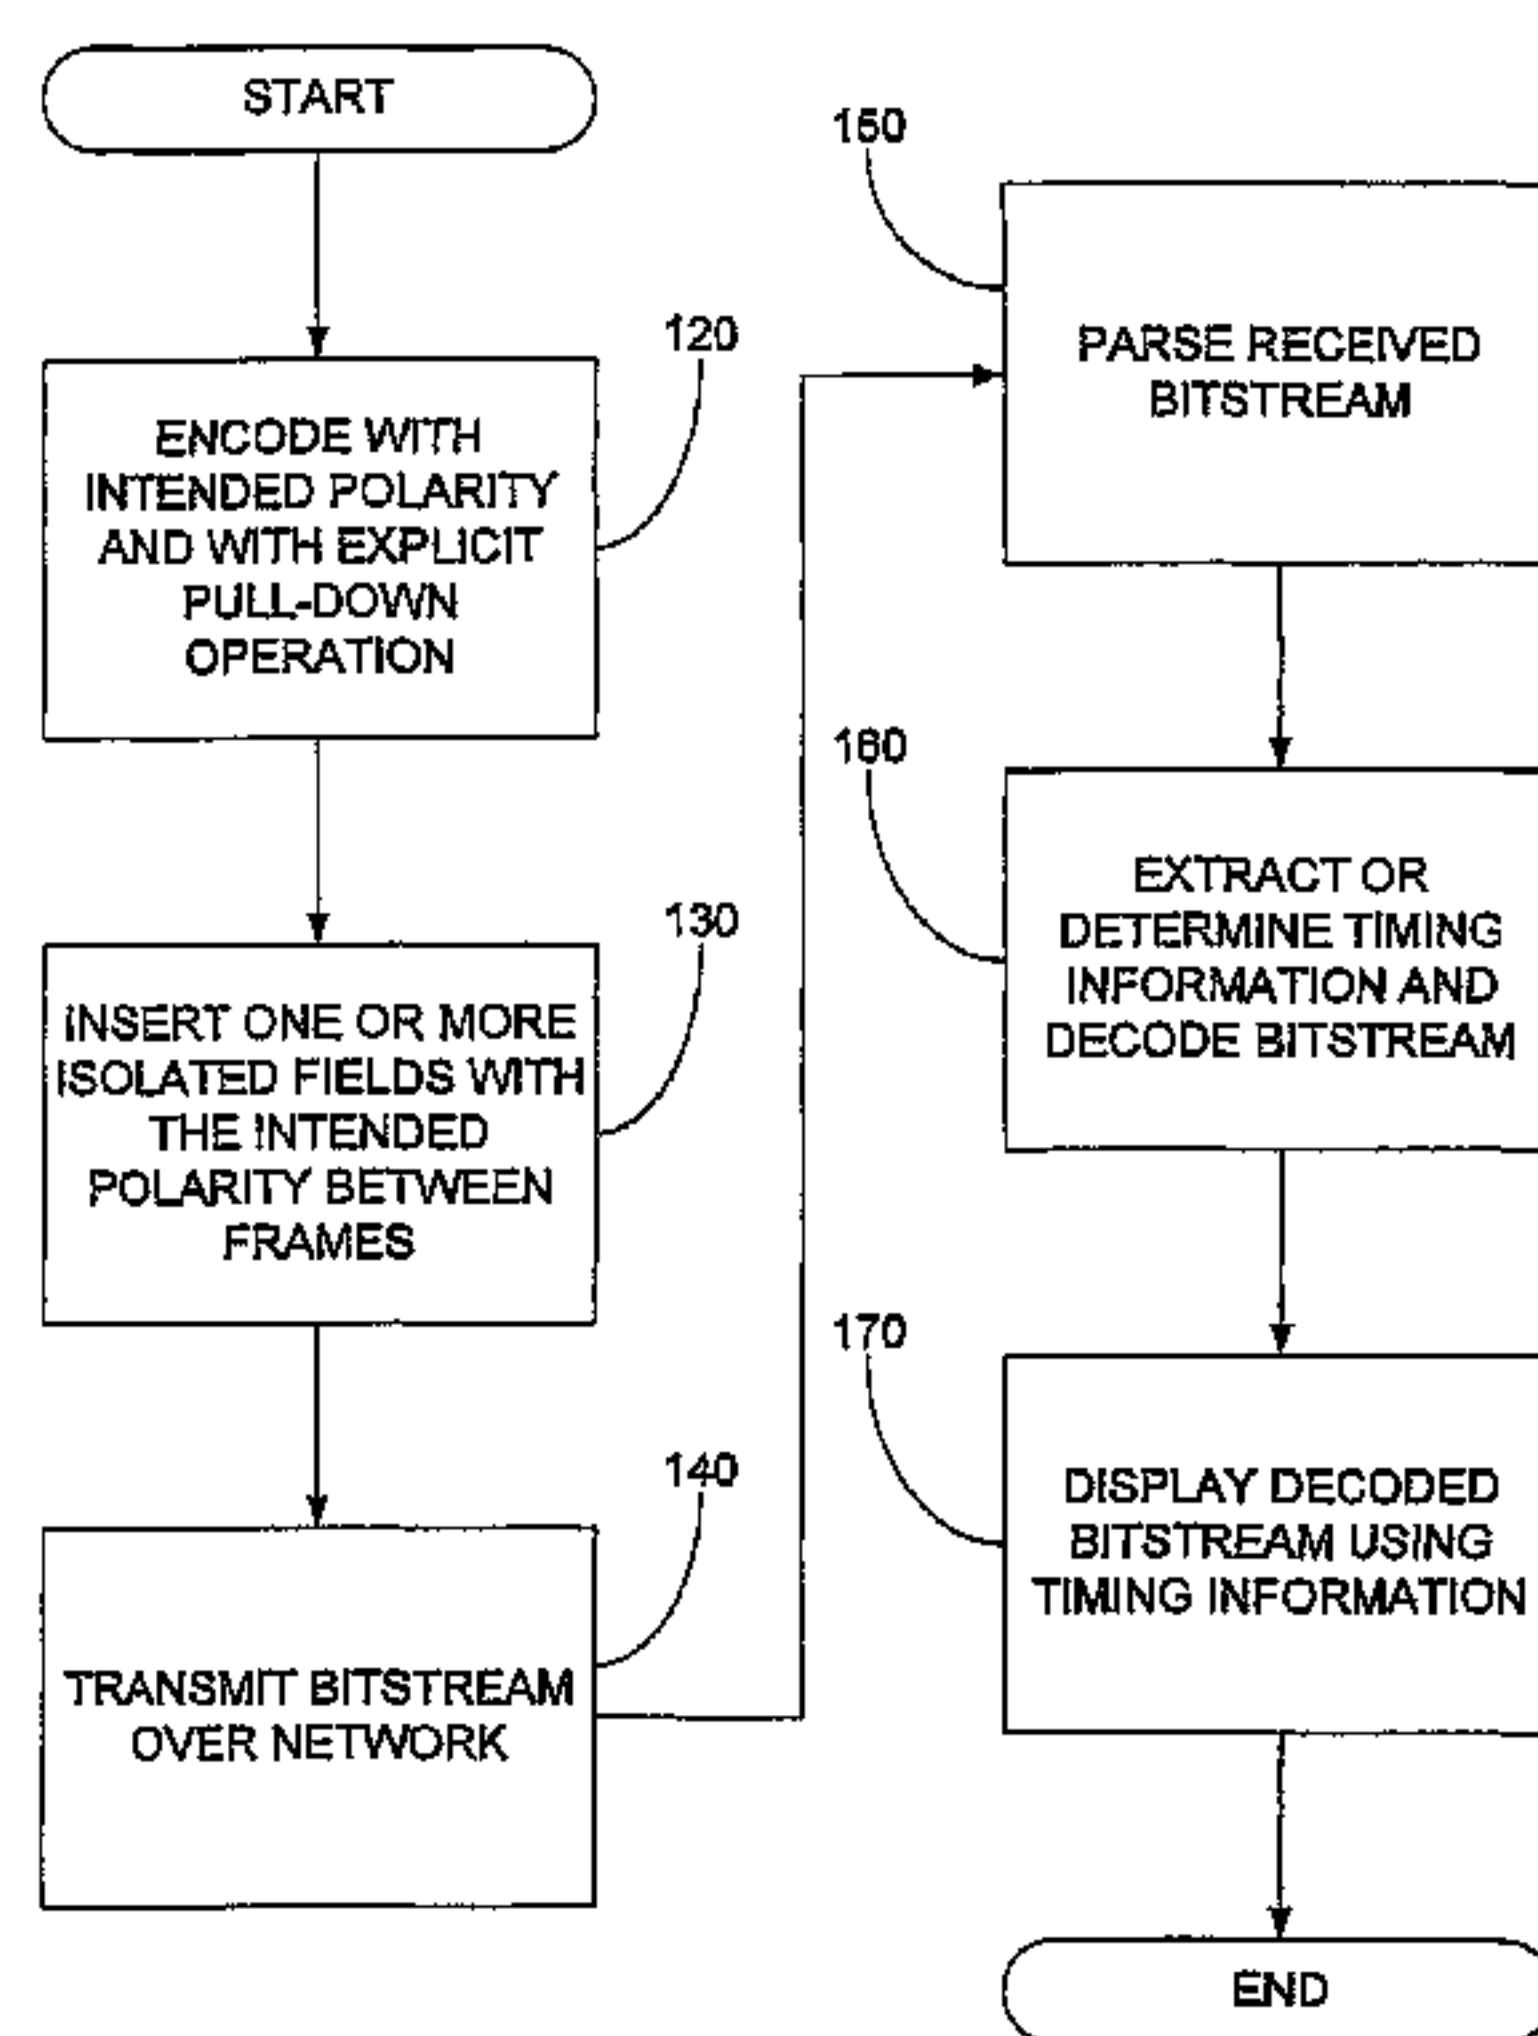 START
120
ENCODE WITH
INTENDED POLARITY
AND WITH EXPLICIT
PULL-DOWN
OPERATION
130
INSERT ONE OR MORE
ISOLATED FIELDS WITH
THE INTENDED
POLARITY BETWEEN
FRAMES
140
TRANSMIT BITSTREAM
OVER NETWORK
150
PARSE RECEIVED
BITSTREAM
160
EXTRACT OR
DETERMINE TIMING
INFORMATION AND
DECODE BITSTREAM
170
DISPLAY DECODED
BITSTREAM USING
TIMING INFORMATION
END